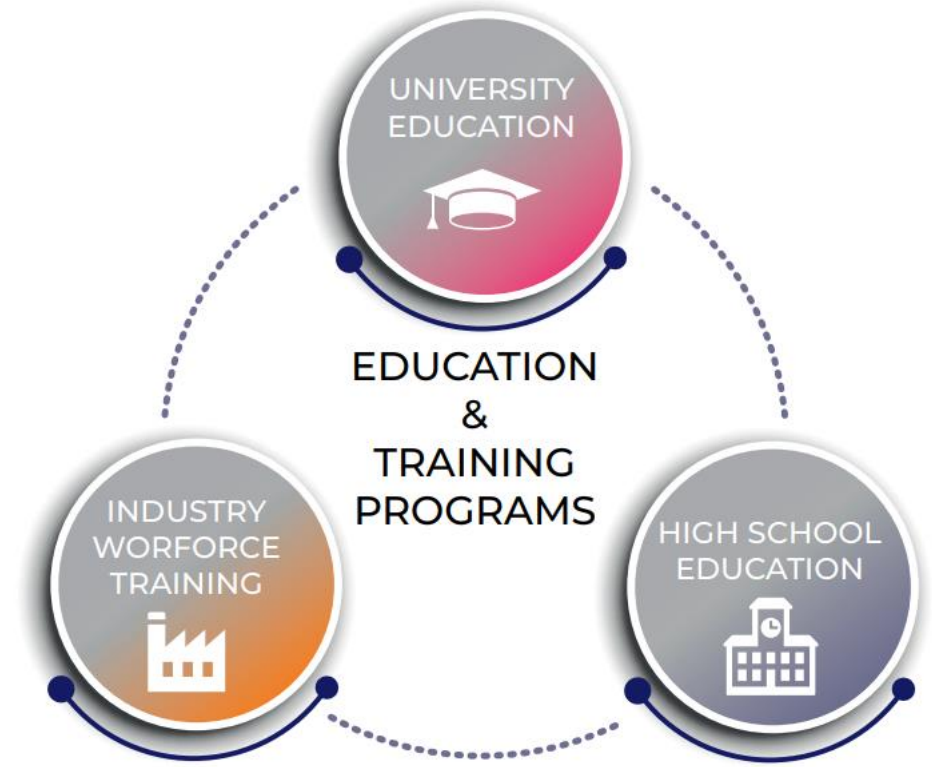 UNIVERSITY
EDUCATION
EDUCATION
&
TRAINING
PROGRAMS
INDUSTRY
WORFORCE
TRAINING
HIGH SCHOOL
EDUCATION